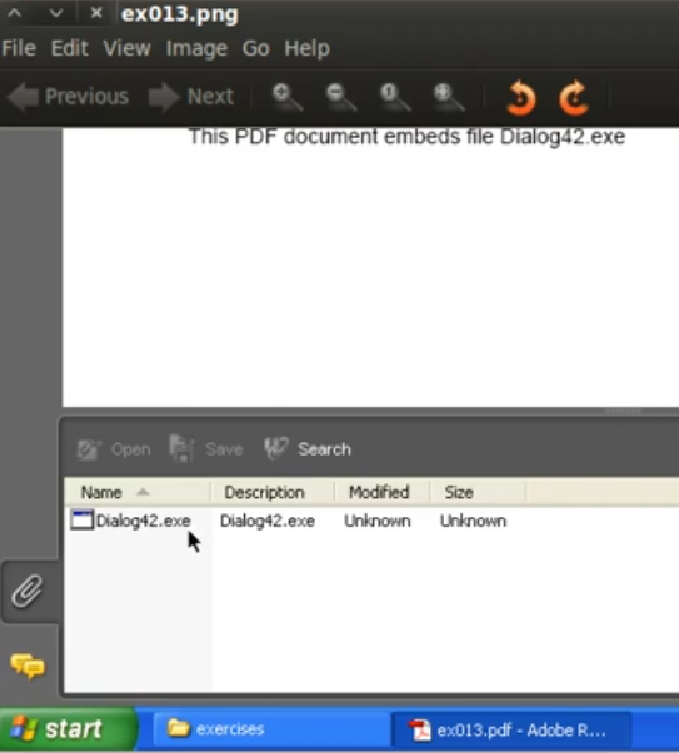 ex013.png
File Edit View Image Go Help
Previous Next
This PDF document embeds file Dialog42.exe
Open Save Search
Name Description Modified Size
Dialog42.exe Dialog42.exe Unknown Unknown
start exercises ex013.pdf - Adobe R...